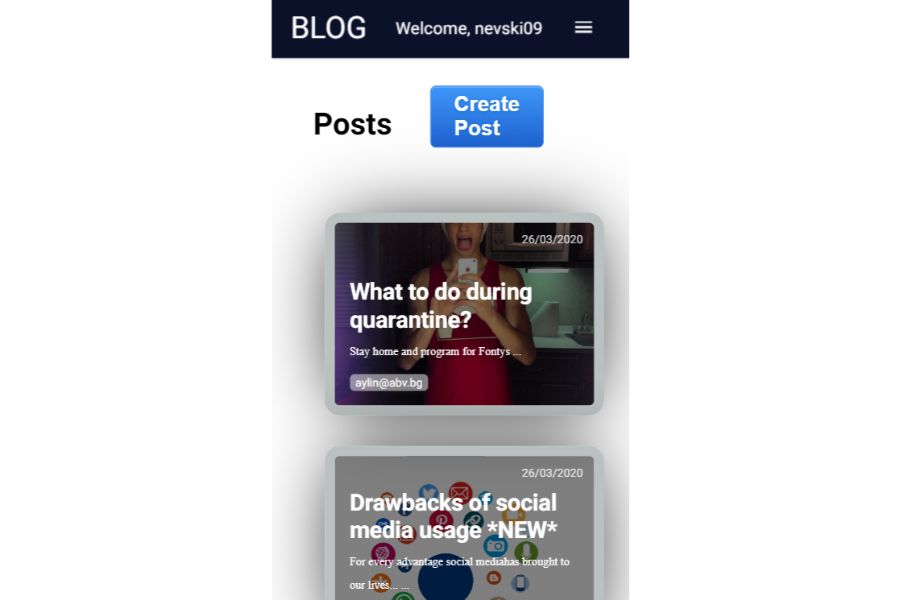 BLOG Welcome, nevski09
Posts
Create
Post
26/03/2020
What to do during
quarantine?
Stay home and program for Fontys ...
aylin@abv.bg
26/03/2020
Drawbacks of social
media usage *NEW*
For every advantage social mediahas brought to
our lives... ...